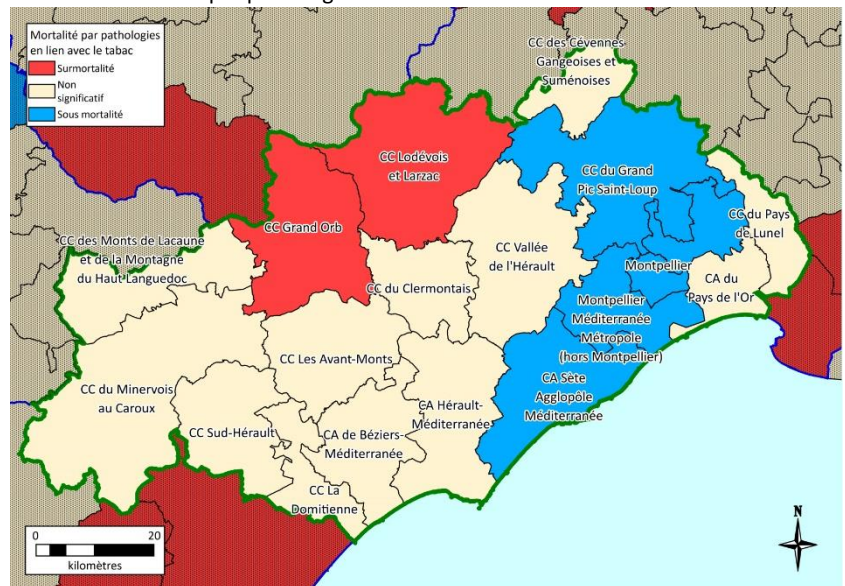 Mortalité par pathologies
en lien avec le tabac
Surmortalité
Non
significatif
Sous mortalité
CC des Cévennes
Gangeoises et
Suménoises
CC Lodévois
et Larzac
CC du Grand
Pic Saint-Loup
CC Grand Orb
CC du Pays
de Lunel
CC des Monts de Lacaune
et de la Montagne
du Haut Languedoc
CC Vallée
de l'Hérault
Montpellier
CA du
Pays de l'Or
CC du Clermontais
Montpellier
Méditerranée
Métropole
(hors Montpellier)
CC Les Avant-Monts
CA Sète
Agglopôle
Méditerranée
CC du Minervois
au Caroux
CA Hérault-
Méditerranée
CC Sud-Hérault
CA de Béziers-
Méditerranée
CC La
Domitienne
0 20
kilomètres
N